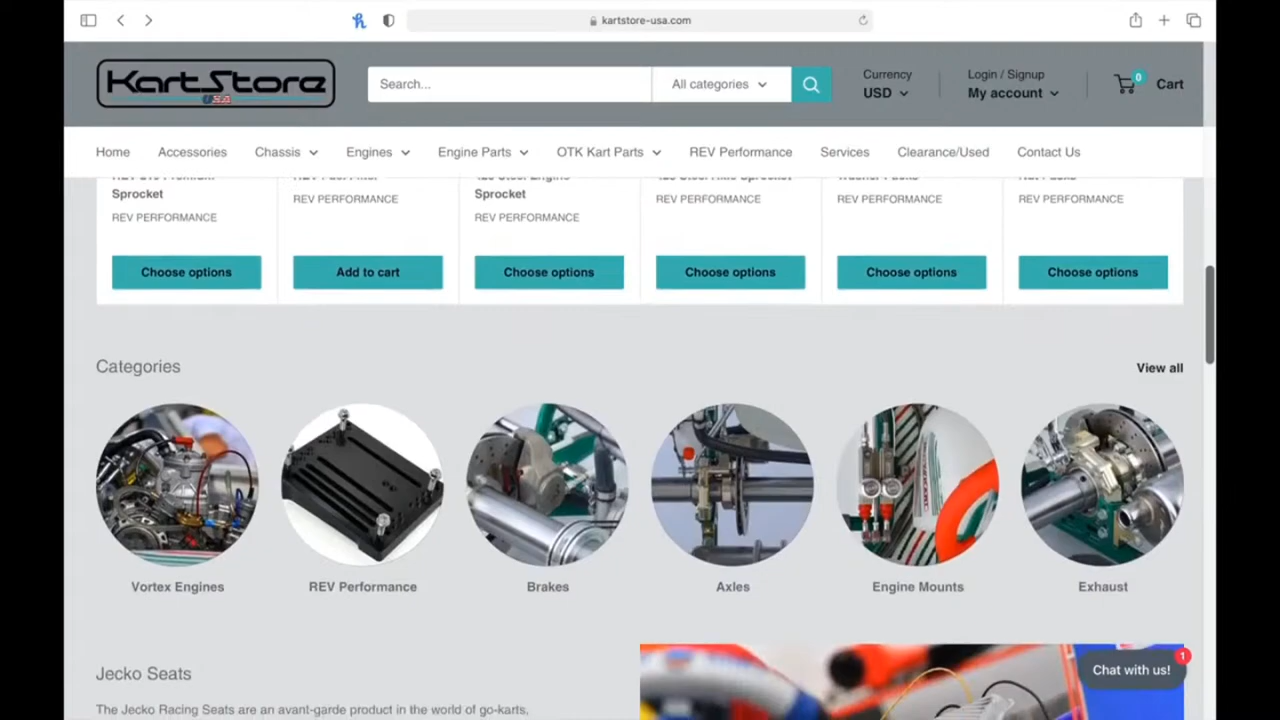 kartstore-usa.com
KartStore
USA
Search...
All categories
Currency
USD
Login / Signup
My account
0
Cart
Home
Accessories
Chassis
Engines
Engine Parts
OTK Kart Parts
REV Performance
Services
Clearance/Used
Contact Us
Sprocket
REV PERFORMANCE
REV PERFORMANCE
Sprocket
REV PERFORMANCE
REV PERFORMANCE
REV PERFORMANCE
REV PERFORMANCE
Choose options
Add to cart
Choose options
Choose options
Choose options
Choose options
Categories
View all
Vortex Engines
REV Performance
Brakes
Axles
Engine Mounts
Exhaust
Jecko Seats
The Jecko Racing Seats are an avant-garde product in the world of go-karts,
Chat with us!
1